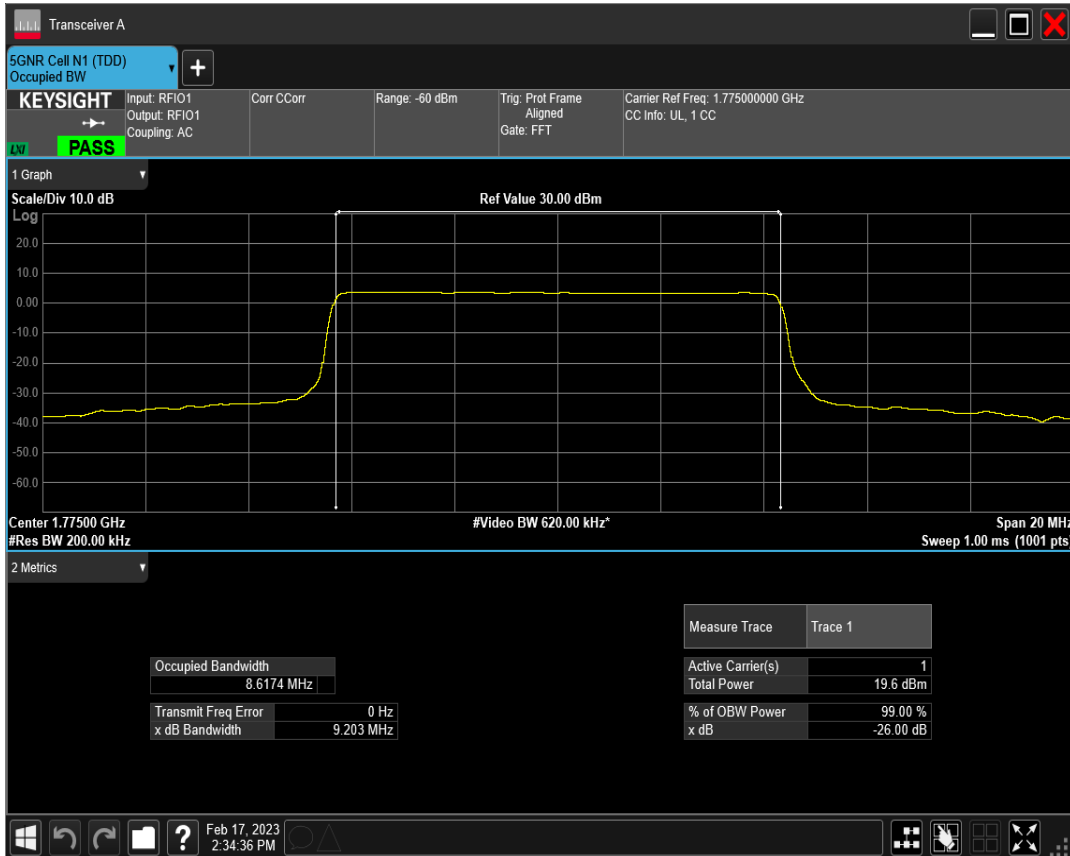 Transceiver A
5GNR Cell N1 (TDD)
Occupied BW
+
KEYSIGHT
LXI
PASS
Input: RFIO1
Output: RFIO1
Coupling: AC
Corr CCorr
Range: -60 dBm
Trig: Prot Frame
Aligned
Gate: FFT
Carrier Ref Freq: 1.775000000 GHz
CC Info: UL, 1 CC
1 Graph
Scale/Div 10.0 dB
Ref Value 30.00 dBm
Log
20.0
10.0
0.00
-10.0
-20.0
-30.0
-40.0
-50.0
-60.0
Center 1.77500 GHz
#Video BW 620.00 kHz*
Span 20 MHz
#Res BW 200.00 kHz
Sweep 1.00 ms (1001 pts)
2 Metrics
Measure Trace Trace 1
Occupied Bandwidth
8.6174 MHz
Active Carrier(s) 1
Total Power 19.6 dBm
Transmit Freq Error 0 Hz
x dB Bandwidth 9.203 MHz
% of OBW Power 99.00 %
x dB -26.00 dB
?
Feb 17, 2023
2:34:36 PM